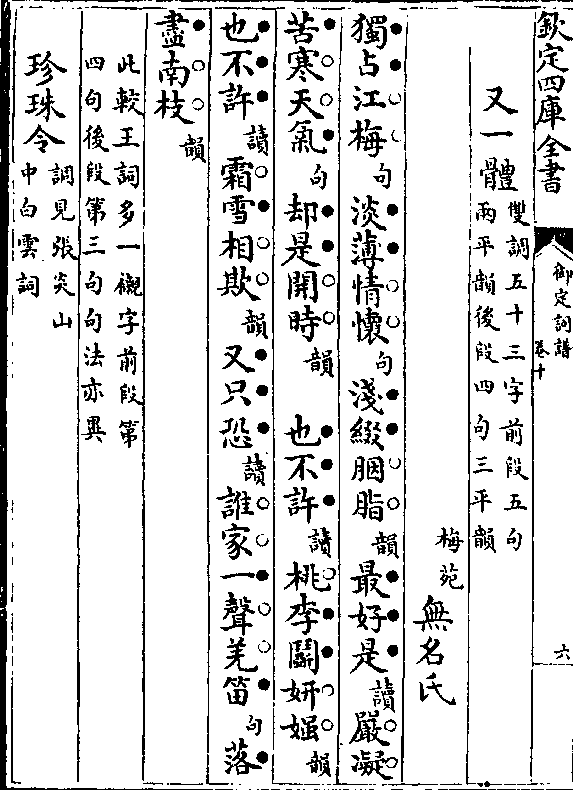 欽定四庫全書
御定詞譜 卷十
六
又一體 雙調五十三字前段五句
兩平韻後段四句三平韻
梅苑無名氏
獨占江梅句淡薄情懷句淺綴胭脂韻最好是讀嚴凝
苦寒天氣句却是開時韻 也不許讀桃李鬭妍媸韻
也不許讀霜雪相欺韻又只恐讀誰家一聲羌笛句落
盡南枝韻
此較王詞多一襯字前段第
四句後段第三句句法亦異
珍珠令 調見張炎山
中白雲詞